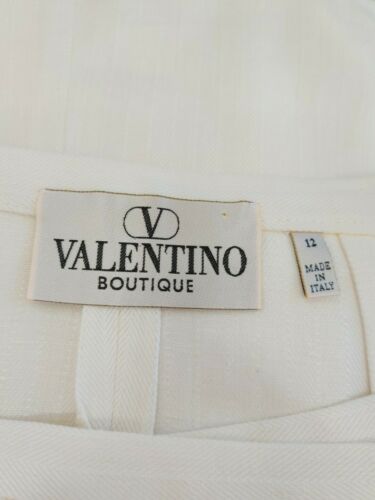 V
VALENTINO
BOUTIQUE
12
MADE
IN
ITALY